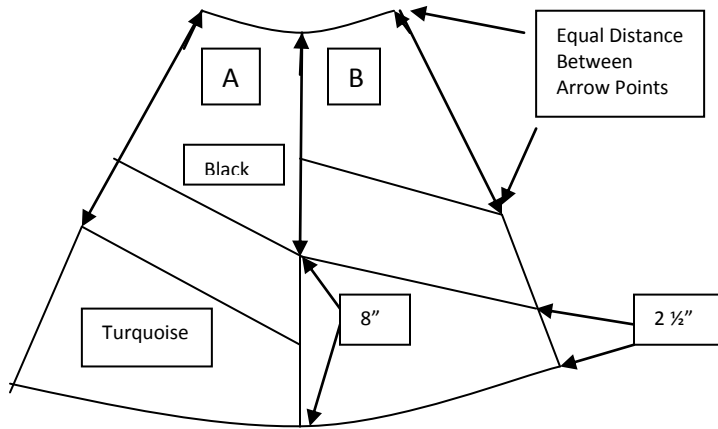 A
B
Equal Distance
Between
Arrow Points
Black
8”
2 ½”
Turquoise